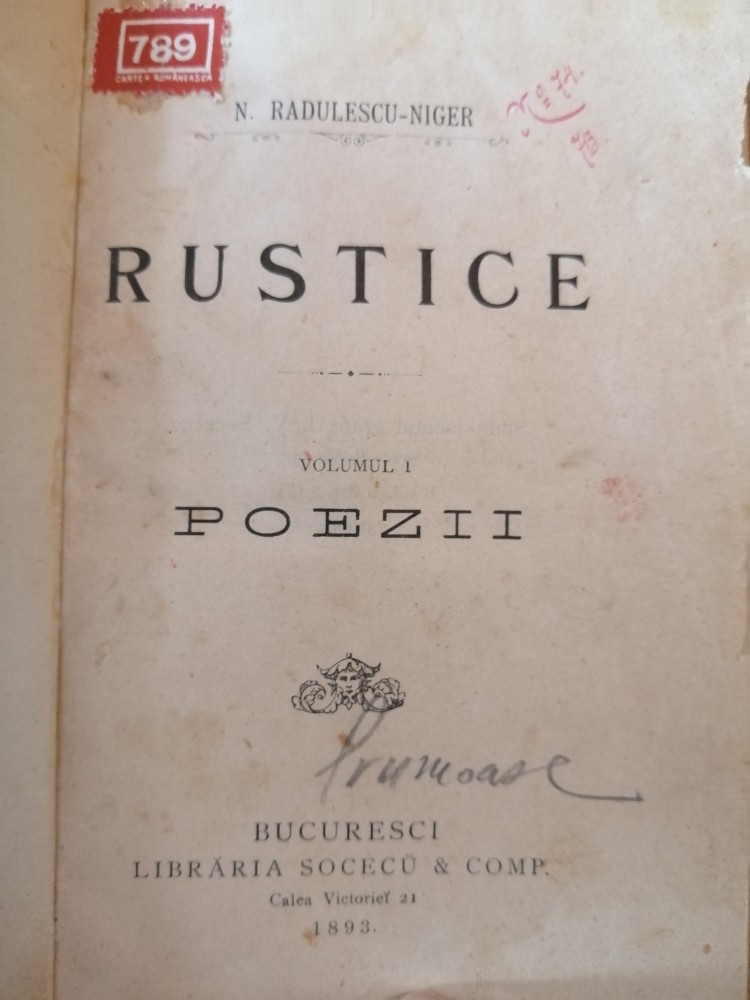 789
CARTEA ROMÂNEASCĂ
N. RADULESCU-NIGER
RUSTICE
VOLUMUL I
POEZII
frumoase
BUCURESCI
LIBRĂRIA SOCECŬ & COMP.
Calea Victorieĭ 21
1893.